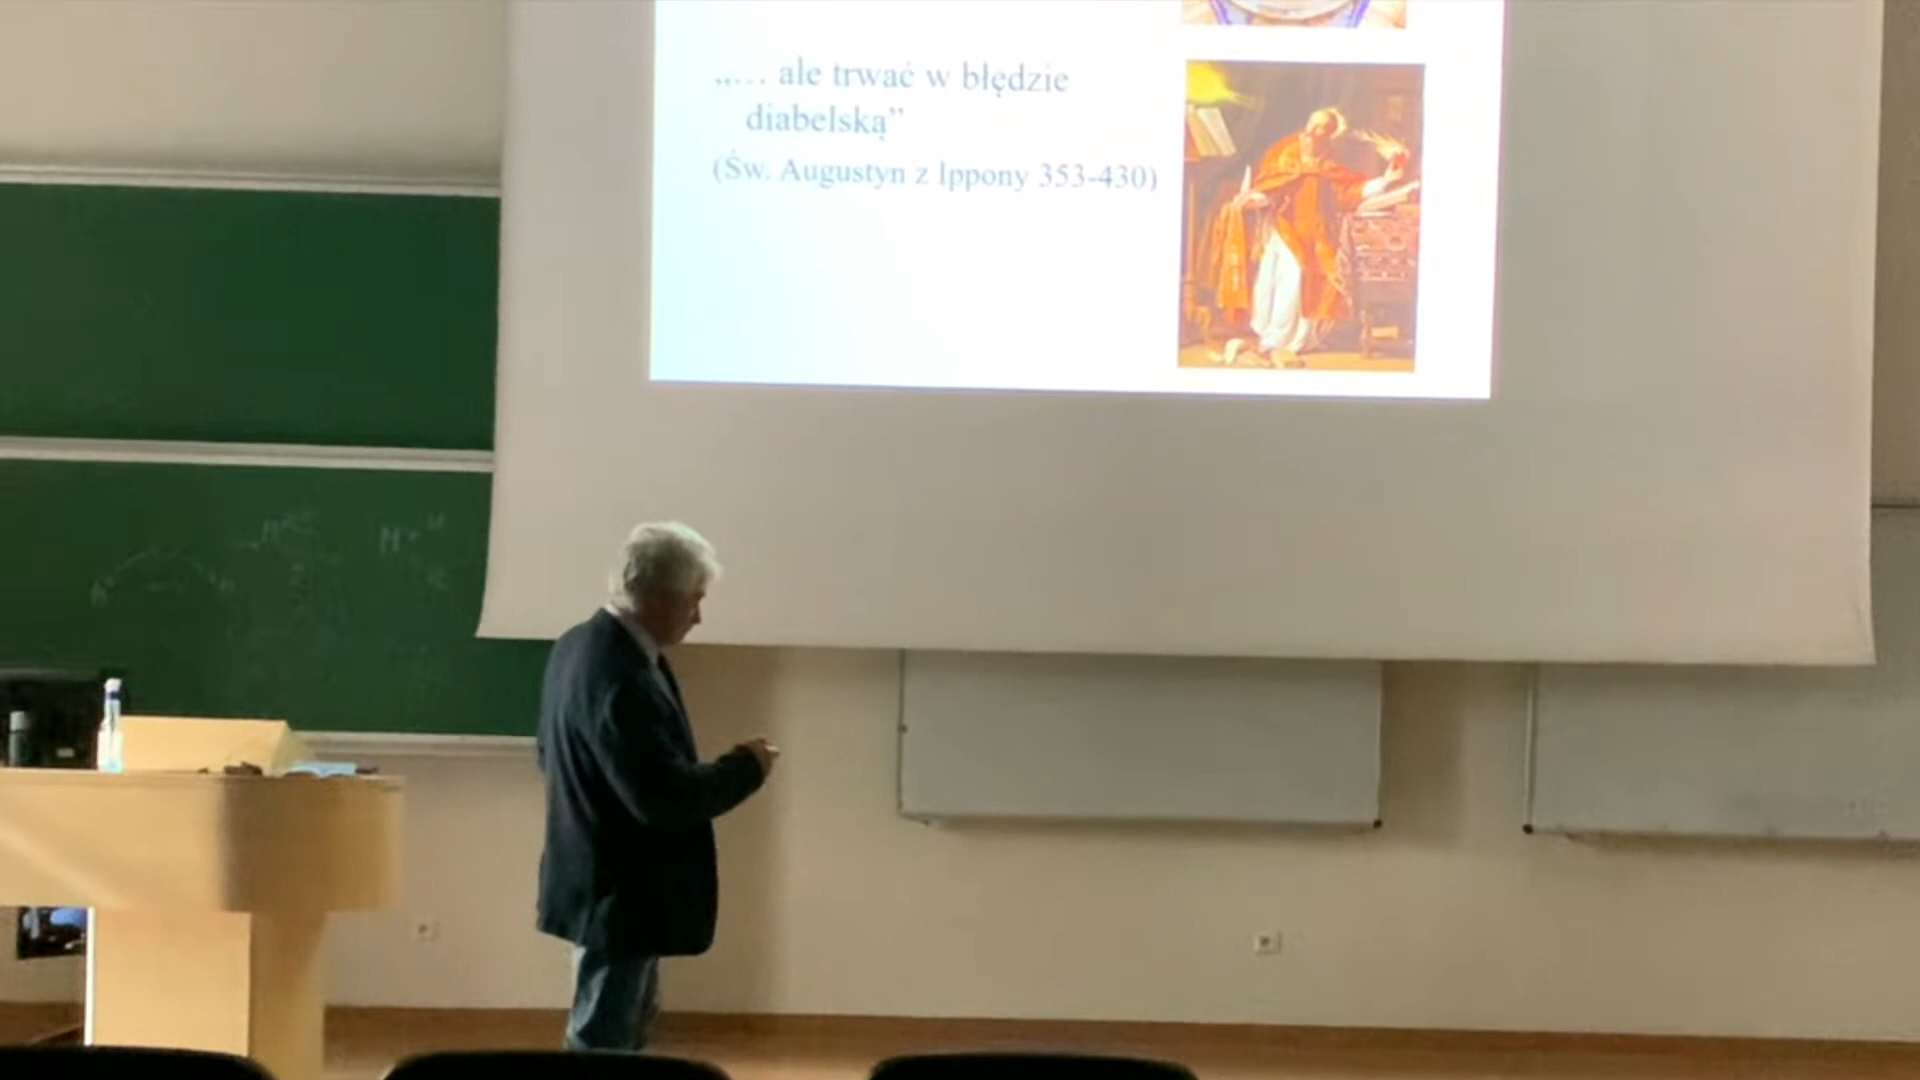 „… ale trwać w błędzie
diabelską”
(Św. Augustyn z Ippony 353-430)